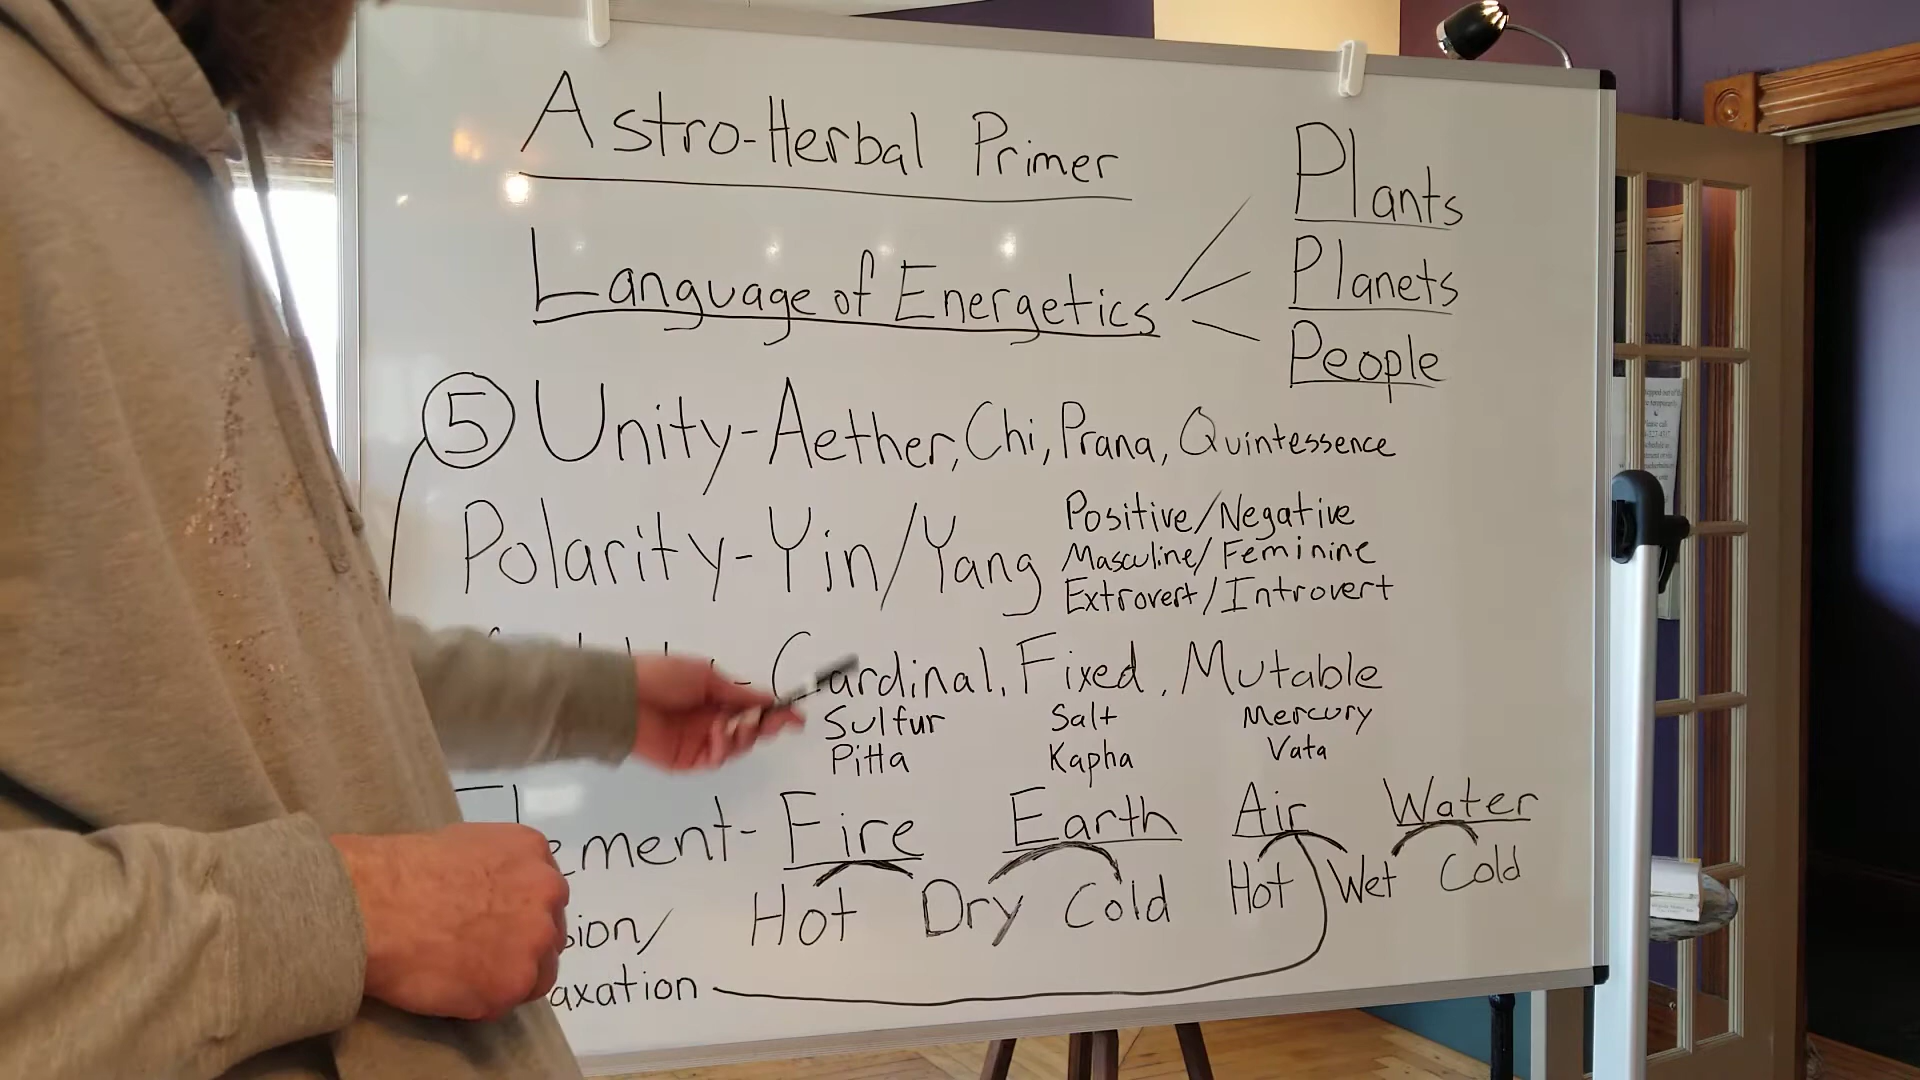 Astro-Herbal Primer
Language of Energetics
Plants
Planets
People
5 Unity-Aether, Chi, Prana, Quintessence
Polarity-Yin/Yang
Positive/Negative
Masculine/Feminine
Extrovert/Introvert
- Cardinal, Fixed, Mutable
Sulfur Salt Mercury
Pitta Kapha Vata
Element- Fire Earth Air Water
Hot Dry Cold Hot Wet Cold
sion/
axation